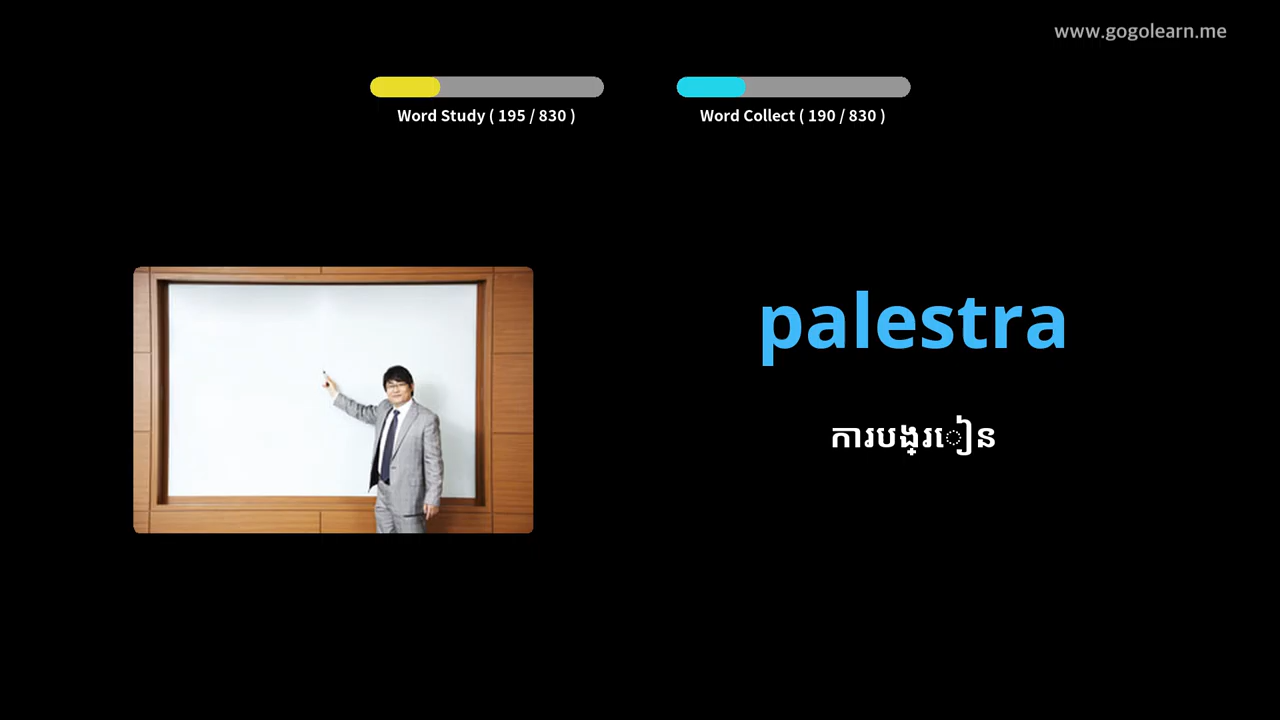 www.gogolearn.me
Word Study ( 195 / 830 )
Word Collect ( 190 / 830 )
palestra
ការបង្រៀន